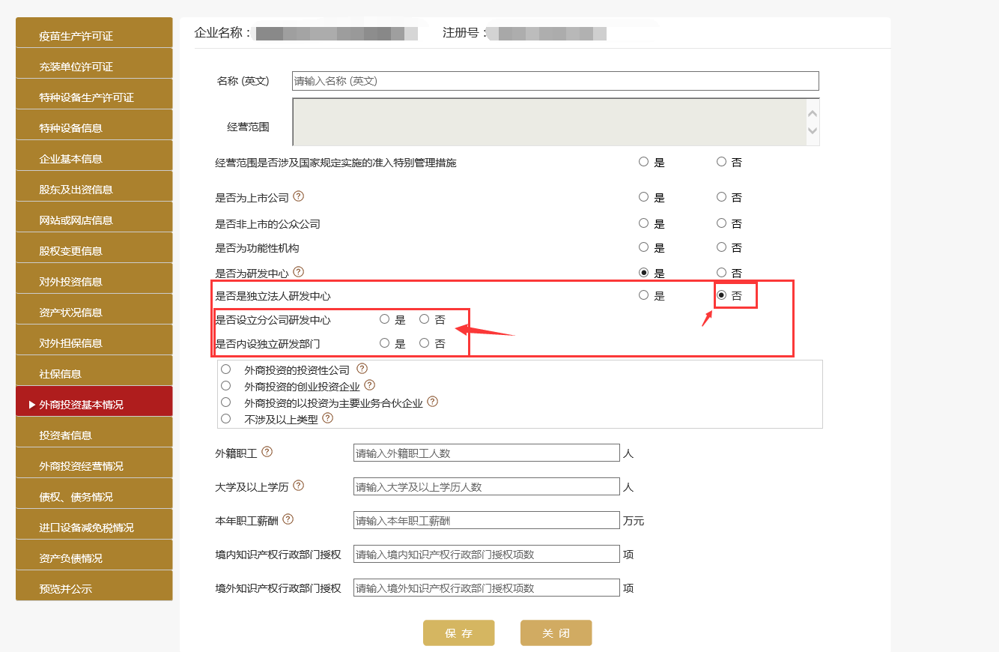 疫苗生产许可证
充装单位许可证
特种设备生产许可证
特种设备信息
企业基本信息
股东及出资信息
网站或网店信息
股权变更信息
对外投资信息
资产状况信息
对外担保信息
社保信息
外商投资基本情况
投资者信息
外商投资经营情况
债权、债务情况
进口设备减免税情况
资产负债情况
预览并公示
企业名称： 注册号：
名称 (英文) 请输入名称 (英文)
经营范围
经营范围是否涉及国家规定实施的准入特别管理措施 是 否
是否为上市公司 ? 是 否
是否非上市的公众公司 是 否
是否为功能性机构 是 否
是否为研发中心 ? 是 否
是否是独立法人研发中心 是 否
是否设立分公司研发中心 是 否
是否内设独立研发部门 是 否
外商投资的投资性公司 ?
外商投资的创业投资企业 ?
外商投资的以投资为主要业务合伙企业 ?
不涉及以上类型 ?
外籍职工 ? 请输入外籍职工人数 人
大学及以上学历 ? 请输入大学及以上学历人数 人
本年职工薪酬 ? 请输入本年职工薪酬 万元
境内知识产权行政部门授权 请输入境内知识产权行政部门授权项数 项
境外知识产权行政部门授权 请输入境外知识产权行政部门授权项数 项
保 存 关 闭